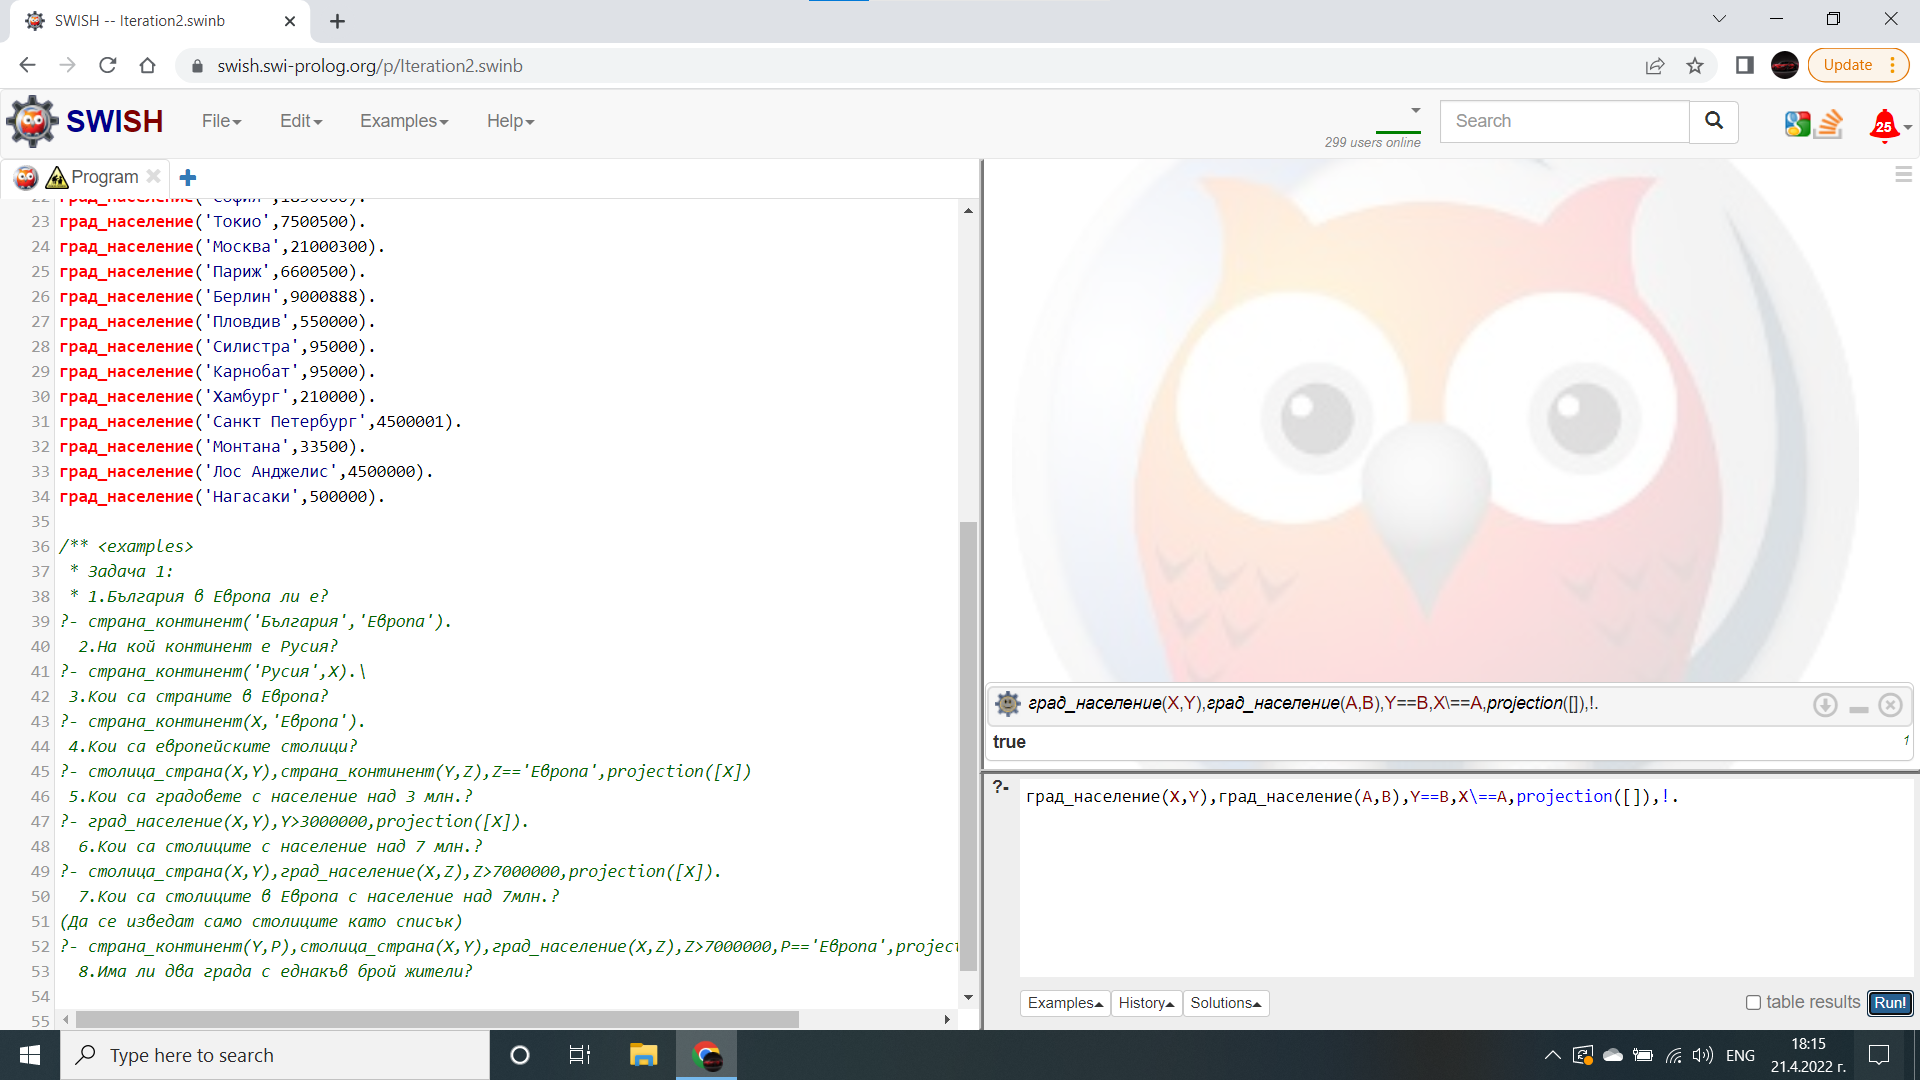 SWISH -- Iteration2.swinb
swish.swi-prolog.org/p/Iteration2.swinb
Update
SWISH
File
Edit
Examples
Help
299 users online
Search
25
Program
22 град_население('София',1890000).
23 град_население('Токио',7500500).
24 град_население('Москва',21000300).
25 град_население('Париж',6600500).
26 град_население('Берлин',9000888).
27 град_население('Пловдив',550000).
28 град_население('Силистра',95000).
29 град_население('Карнобат',95000).
30 град_население('Хамбург',210000).
31 град_население('Санкт Петербург',4500001).
32 град_население('Монтана',33500).
33 град_население('Лос Анджелис',4500000).
34 град_население('Нагасаки',500000).
35
36 /** <examples>
37 * Задача 1:
38 * 1.България в Европа ли е?
39 ?- страна_континент('България','Европа').
40 2.На кой континент е Русия?
41 ?- страна_континент('Русия',X).\
42 3.Кои са страните в Европа?
43 ?- страна_континент(X,'Европа').
44 4.Кои са европейските столици?
45 ?- столица_страна(X,Y),страна_континент(Y,Z),Z=='Европа',projection([X])
46 5.Кои са градовете с население над 3 млн.?
47 ?- град_население(X,Y),Y>3000000,projection([X]).
48 6.Кои са столиците с население над 7 млн.?
49 ?- столица_страна(X,Y),град_население(X,Z),Z>7000000,projection([X]).
50 7.Кои са столиците в Европа с население над 7млн.?
51 (Да се изведат само столиците като списък)
52 ?- страна_континент(Y,P),столица_страна(X,Y),град_население(X,Z),Z>7000000,P=='Европа',project
53 8.Има ли два града с еднакъв брой жители?
54
55
град_население(X,Y),град_население(A,B),Y==B,X\==A,projection([]),!.
true
1
?- град_население(X,Y),град_население(A,B),Y==B,X\==A,projection([]),!.
Examples
History
Solutions
table results
Run!
Type here to search
ENG
18:15
21.4.2022 г.